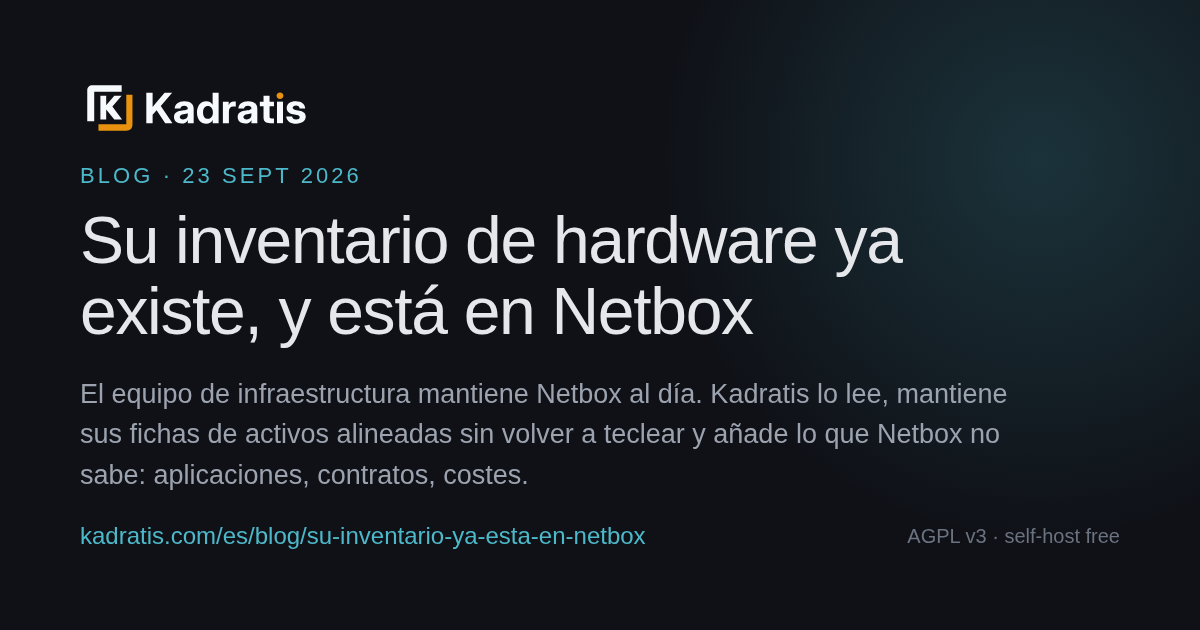 Kadratis
BLOG · 23 SEPT 2026
Su inventario de hardware ya
existe, y está en Netbox
El equipo de infraestructura mantiene Netbox al día. Kadratis lo lee, mantiene
sus fichas de activos alineadas sin volver a teclear y añade lo que Netbox no
sabe: aplicaciones, contratos, costes.
kadratis.com/es/blog/su-inventario-ya-esta-en-netbox
AGPL v3 · self-host free